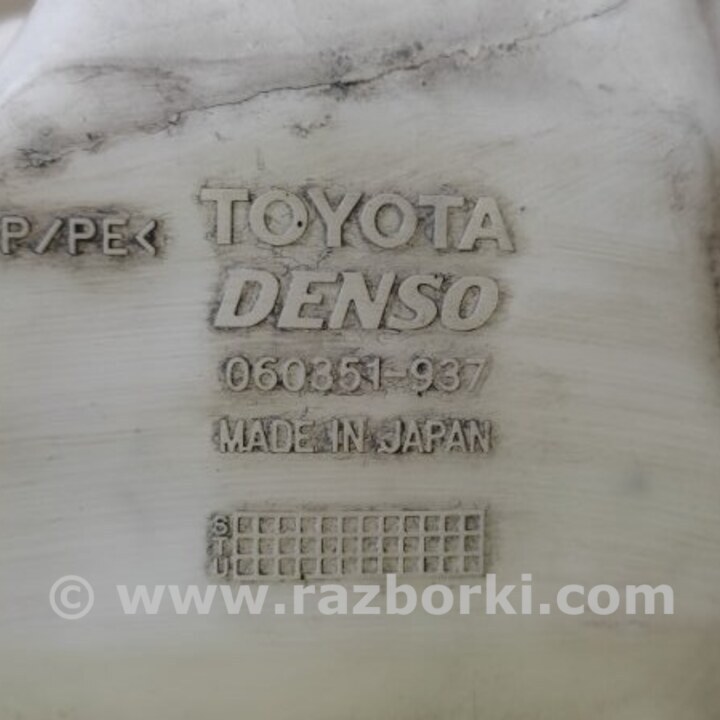 P/PE< TOYOTA
DENSO
060351-937
MADE IN JAPAN
S
T
U
© www.razborki.com